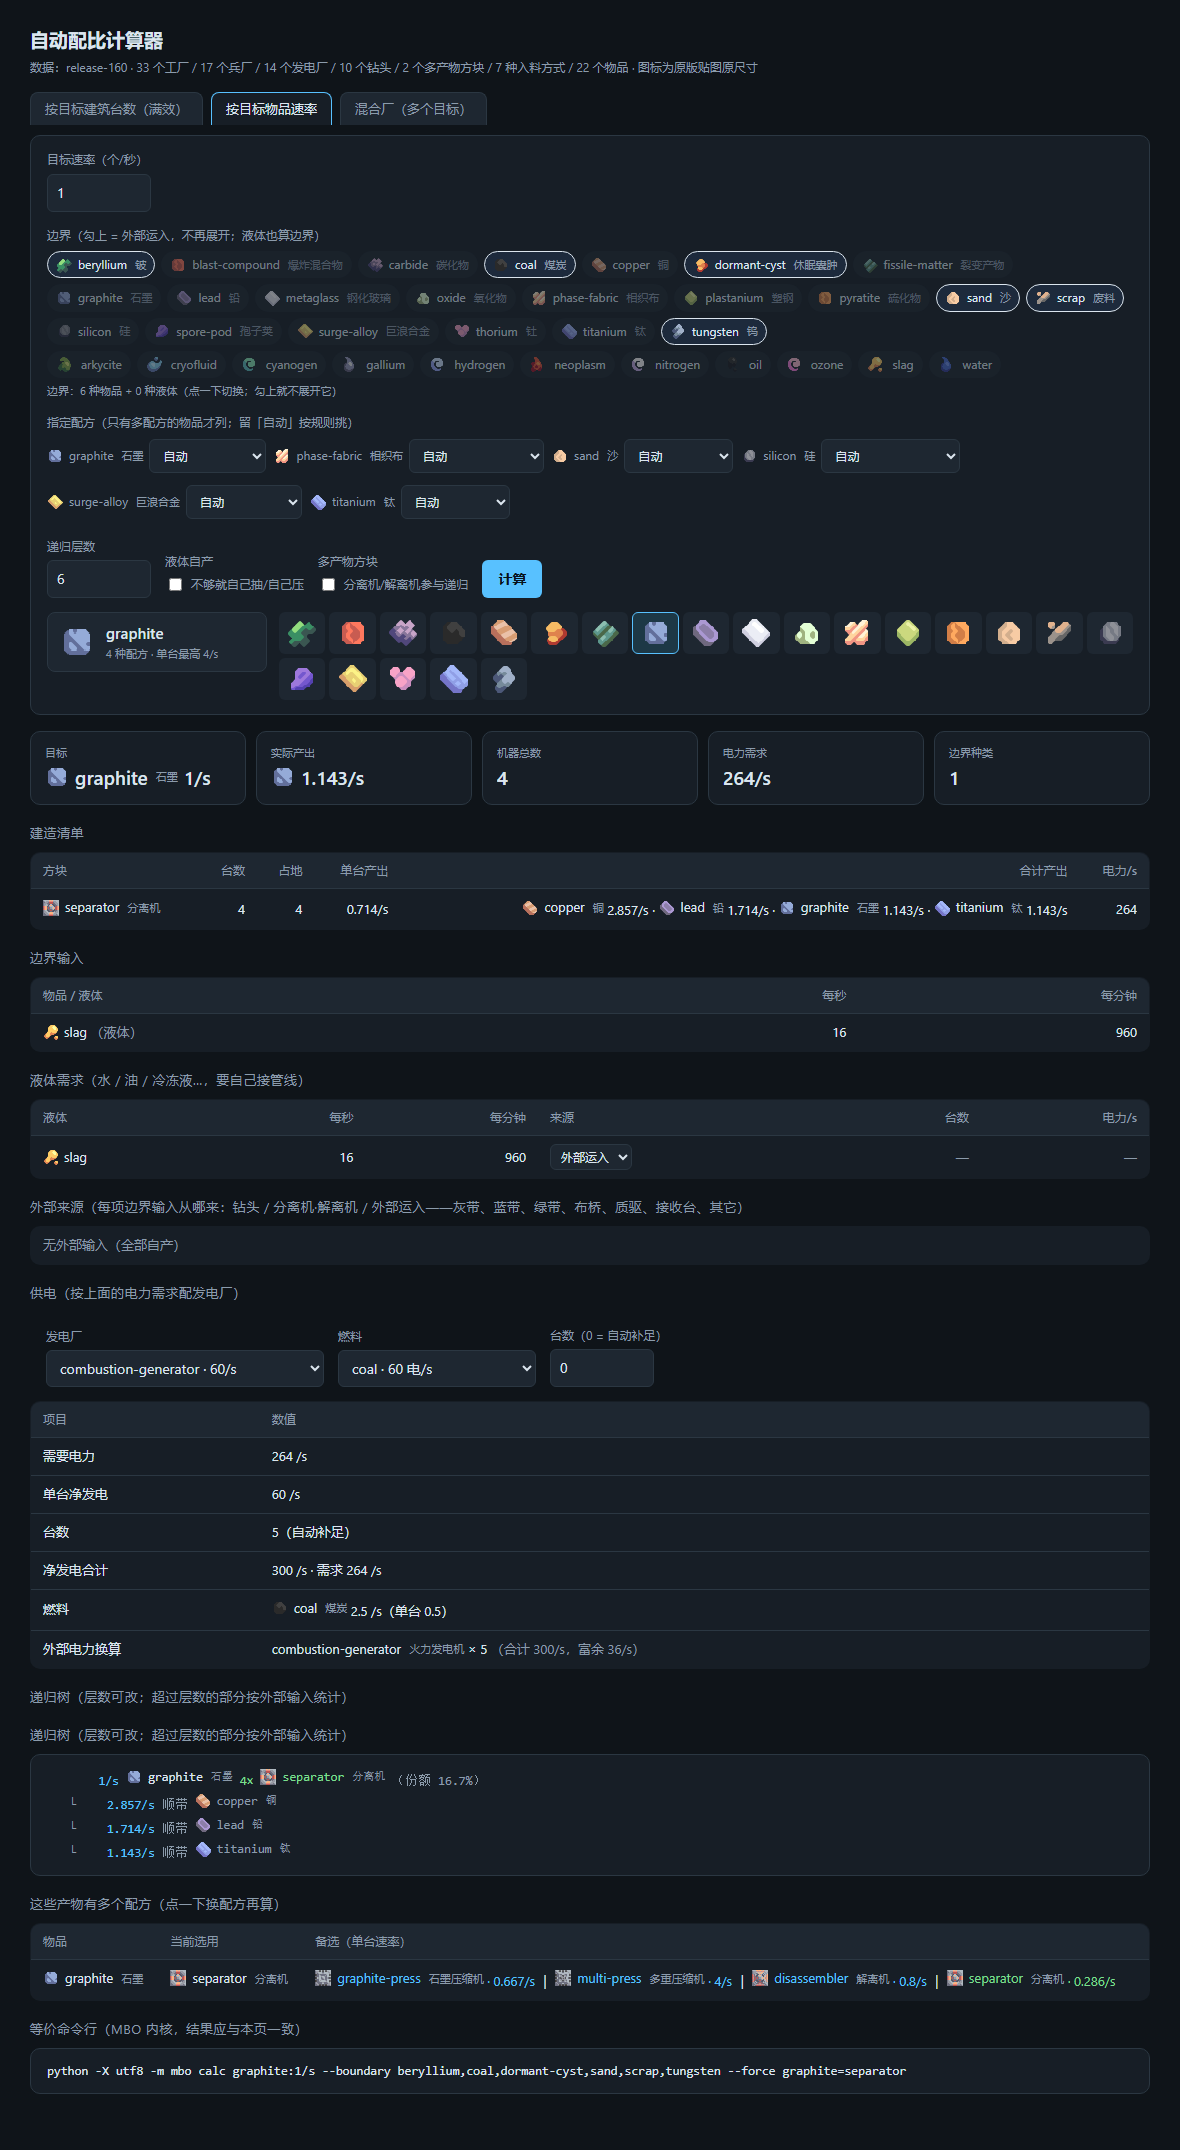 自动配比计算器
数据：release-160 · 33 个工厂 / 17 个兵厂 / 14 个发电厂 / 10 个钻头 / 2 个多产物方块 / 7 种入料方式 / 22 个物品 · 图标为原版贴图原尺寸
按目标建筑台数（满效） 按目标物品速率 混合厂（多个目标）
目标速率（个/秒）
1
边界（勾上 = 外部运入，不再展开；液体也算边界）
beryllium 铍 blast-compound 爆炸混合物 carbide 碳化物 coal 煤炭 copper 铜 dormant-cyst 休眠囊肿 fissile-matter 裂变产物
graphite 石墨 lead 铅 metaglass 钢化玻璃 oxide 氧化物 phase-fabric 相织布 plastanium 塑钢 pyratite 硫化物 sand 沙 scrap 废料
silicon 硅 spore-pod 孢子荚 surge-alloy 巨浪合金 thorium 钍 titanium 钛 tungsten 钨
arkycite cryofluid cyanogen gallium hydrogen neoplasm nitrogen oil ozone slag water
边界：6 种物品 + 0 种液体（点一下切换；勾上就不展开它）
指定配方（只有多配方的物品才列；留「自动」按规则挑）
graphite 石墨 自动 phase-fabric 相织布 自动 sand 沙 自动 silicon 硅 自动
surge-alloy 巨浪合金 自动 titanium 钛 自动
递归层数 液体自产 多产物方块
6 不够就自己抽/自己压 分离机/解离机参与递归 计算
graphite
4 种配方 · 单台最高 4/s
目标 实际产出 机器总数 电力需求 边界种类
graphite 石墨 1/s 1.143/s 4 264/s 1
建造清单
方块 台数 占地 单台产出 合计产出 电力/s
separator 分离机 4 4 0.714/s copper 铜 2.857/s · lead 铅 1.714/s · graphite 石墨 1.143/s · titanium 钛 1.143/s 264
边界输入
物品 / 液体 每秒 每分钟
slag （液体） 16 960
液体需求（水 / 油 / 冷冻液…，要自己接管线）
液体 每秒 每分钟 来源 台数 电力/s
slag 16 960 外部运入 — —
外部来源（每项边界输入从哪来：钻头 / 分离机·解离机 / 外部运入——灰带、蓝带、绿带、布桥、质驱、接收台、其它）
无外部输入（全部自产）
供电（按上面的电力需求配发电厂）
发电厂 燃料 台数（0 = 自动补足）
combustion-generator · 60/s coal · 60 电/s 0
项目 数值
需要电力 264 /s
单台净发电 60 /s
台数 5（自动补足）
净发电合计 300 /s · 需求 264 /s
燃料 coal 煤炭 2.5 /s（单台 0.5）
外部电力换算 combustion-generator 火力发电机 × 5 （合计 300/s，富余 36/s）
递归树（层数可改；超过层数的部分按外部输入统计）
递归树（层数可改；超过层数的部分按外部输入统计）
1/s graphite 石墨 4x separator 分离机 （份额 16.7%）
└ 2.857/s 顺带 copper 铜
└ 1.714/s 顺带 lead 铅
└ 1.143/s 顺带 titanium 钛
这些产物有多个配方（点一下换配方再算）
物品 当前选用 备选（单台速率）
graphite 石墨 separator 分离机 graphite-press 石墨压缩机 · 0.667/s | multi-press 多重压缩机 · 4/s | disassembler 解离机 · 0.8/s | separator 分离机 · 0.286/s
等价命令行（MBO 内核，结果应与本页一致）
python -X utf8 -m mbo calc graphite:1/s --boundary beryllium,coal,dormant-cyst,sand,scrap,tungsten --force graphite=separator